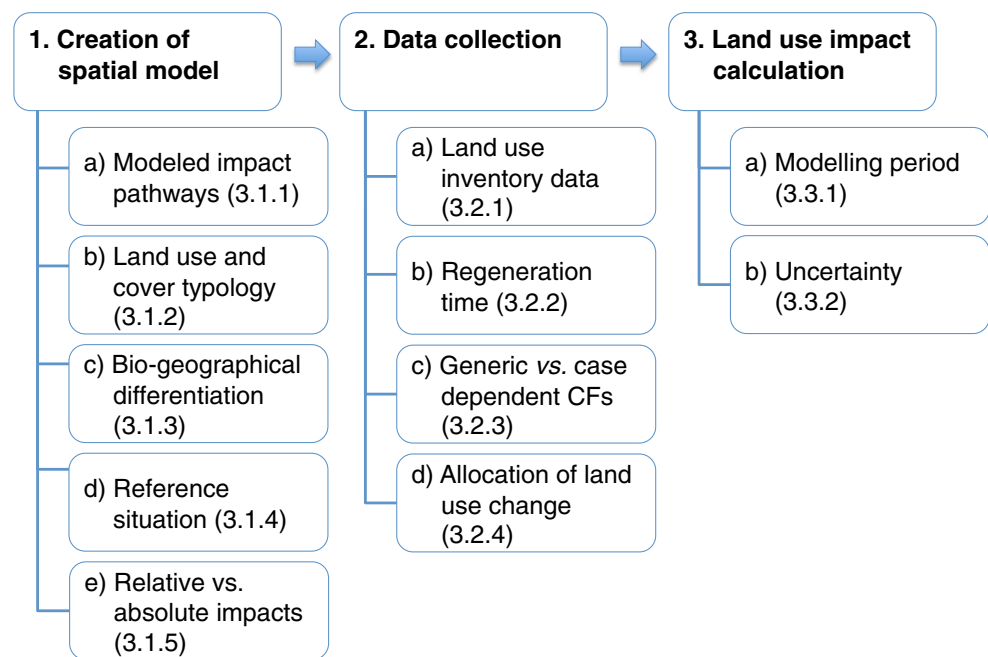 1. Creation of
spatial model
a) Modeled impact
pathways (3.1.1)
b) Land use and
cover typology
(3.1.2)
c) Bio-geographical
differentiation
(3.1.3)
d) Reference
situation (3.1.4)
e) Relative vs.
absolute impacts
(3.1.5)
2. Data collection
a) Land use
inventory data
(3.2.1)
b) Regeneration
time (3.2.2)
c) Generic vs. case
dependent CFs
(3.2.3)
d) Allocation of land
use change
(3.2.4)
3. Land use impact
calculation
a) Modelling period
(3.3.1)
b) Uncertainty
(3.3.2)